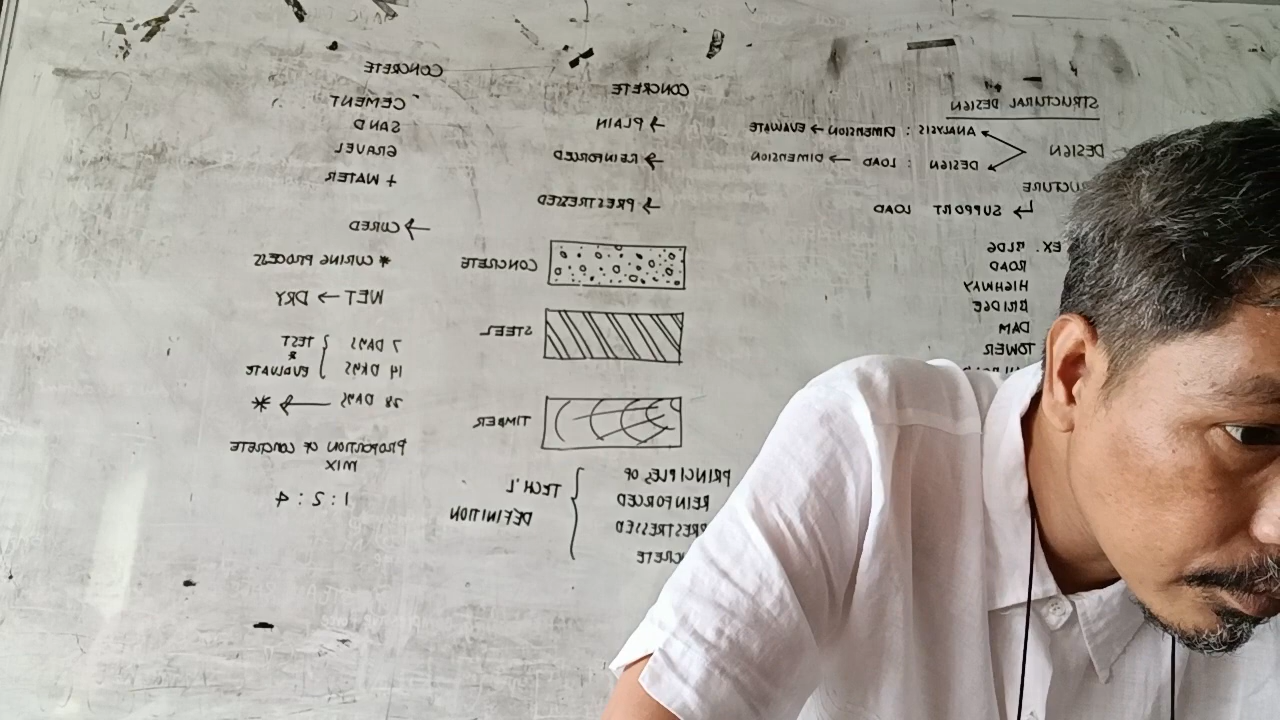 STRUCTURAL DESIGN
DESIGN
ANALYSIS : DIMENSION → EVALUATE
DESIGN : LOAD → DIMENSION
↳ SUPPORT LOAD
EX. BLDG
ROAD
HIGHWAY
BRIDGE
DAM
TOWER
CONCRETE
→ PLAIN
→ REINFORCED
→ PRESTRESSED
CONCRETE
STEEL
TIMBER
PRINCIPLES OF
REINFORCED
PRESTRESSED
TECH'L
DEFINITION
CONCRETE
CEMENT
SAND
GRAVEL
+ WATER
→ CURED
* CURING PROCESS
WET → DRY
7 DAYS
14 DAYS
} TEST
&
EVALUATE
28 DAYS → *
PROPORTION OF CONCRETE
MIX
1 : 2 : 4